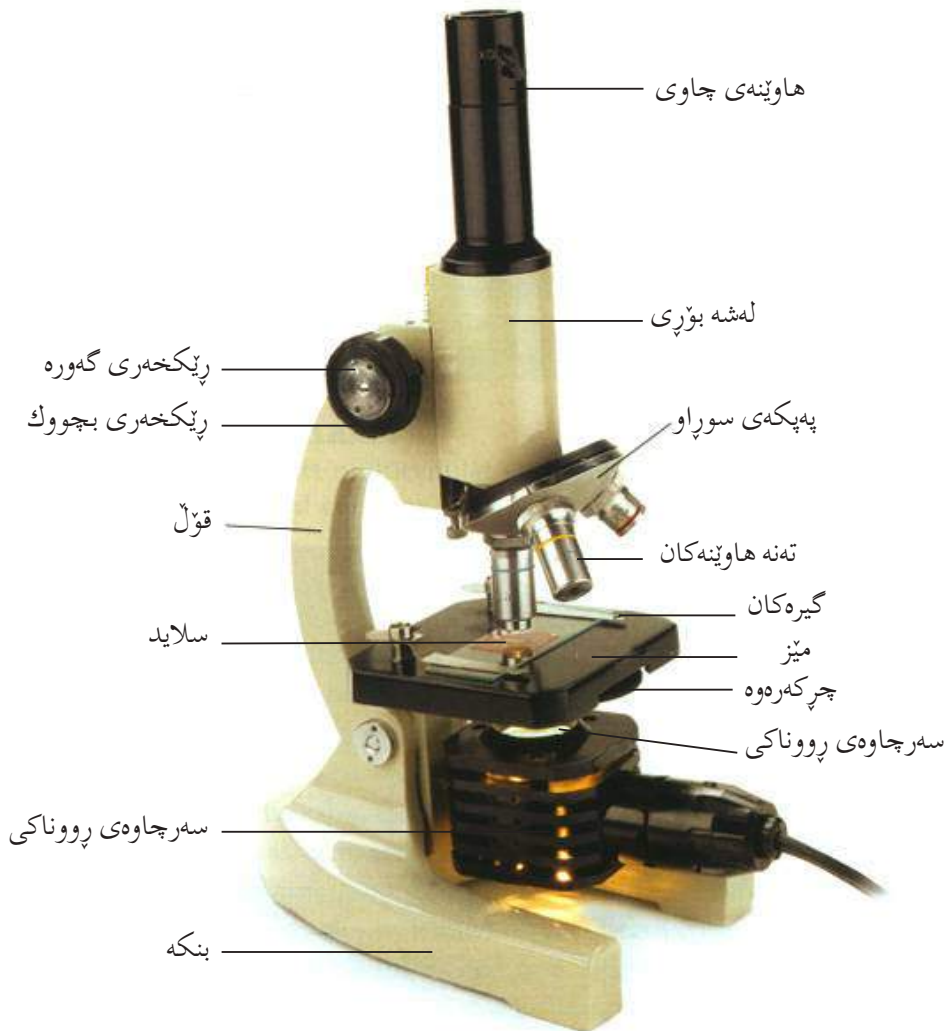 هاوێنەی چاوی
لەشە بۆڕی
ڕێکخەری گەورە
ڕێکخەری بچووك
پەپکەی سوڕاو
قۆڵ
تەنە هاوێنەکان
گیرەکان
سلاید
مێز
چڕکەرەوە
سەرچاوەی ڕووناکی
سەرچاوەی ڕووناکی
بنکە